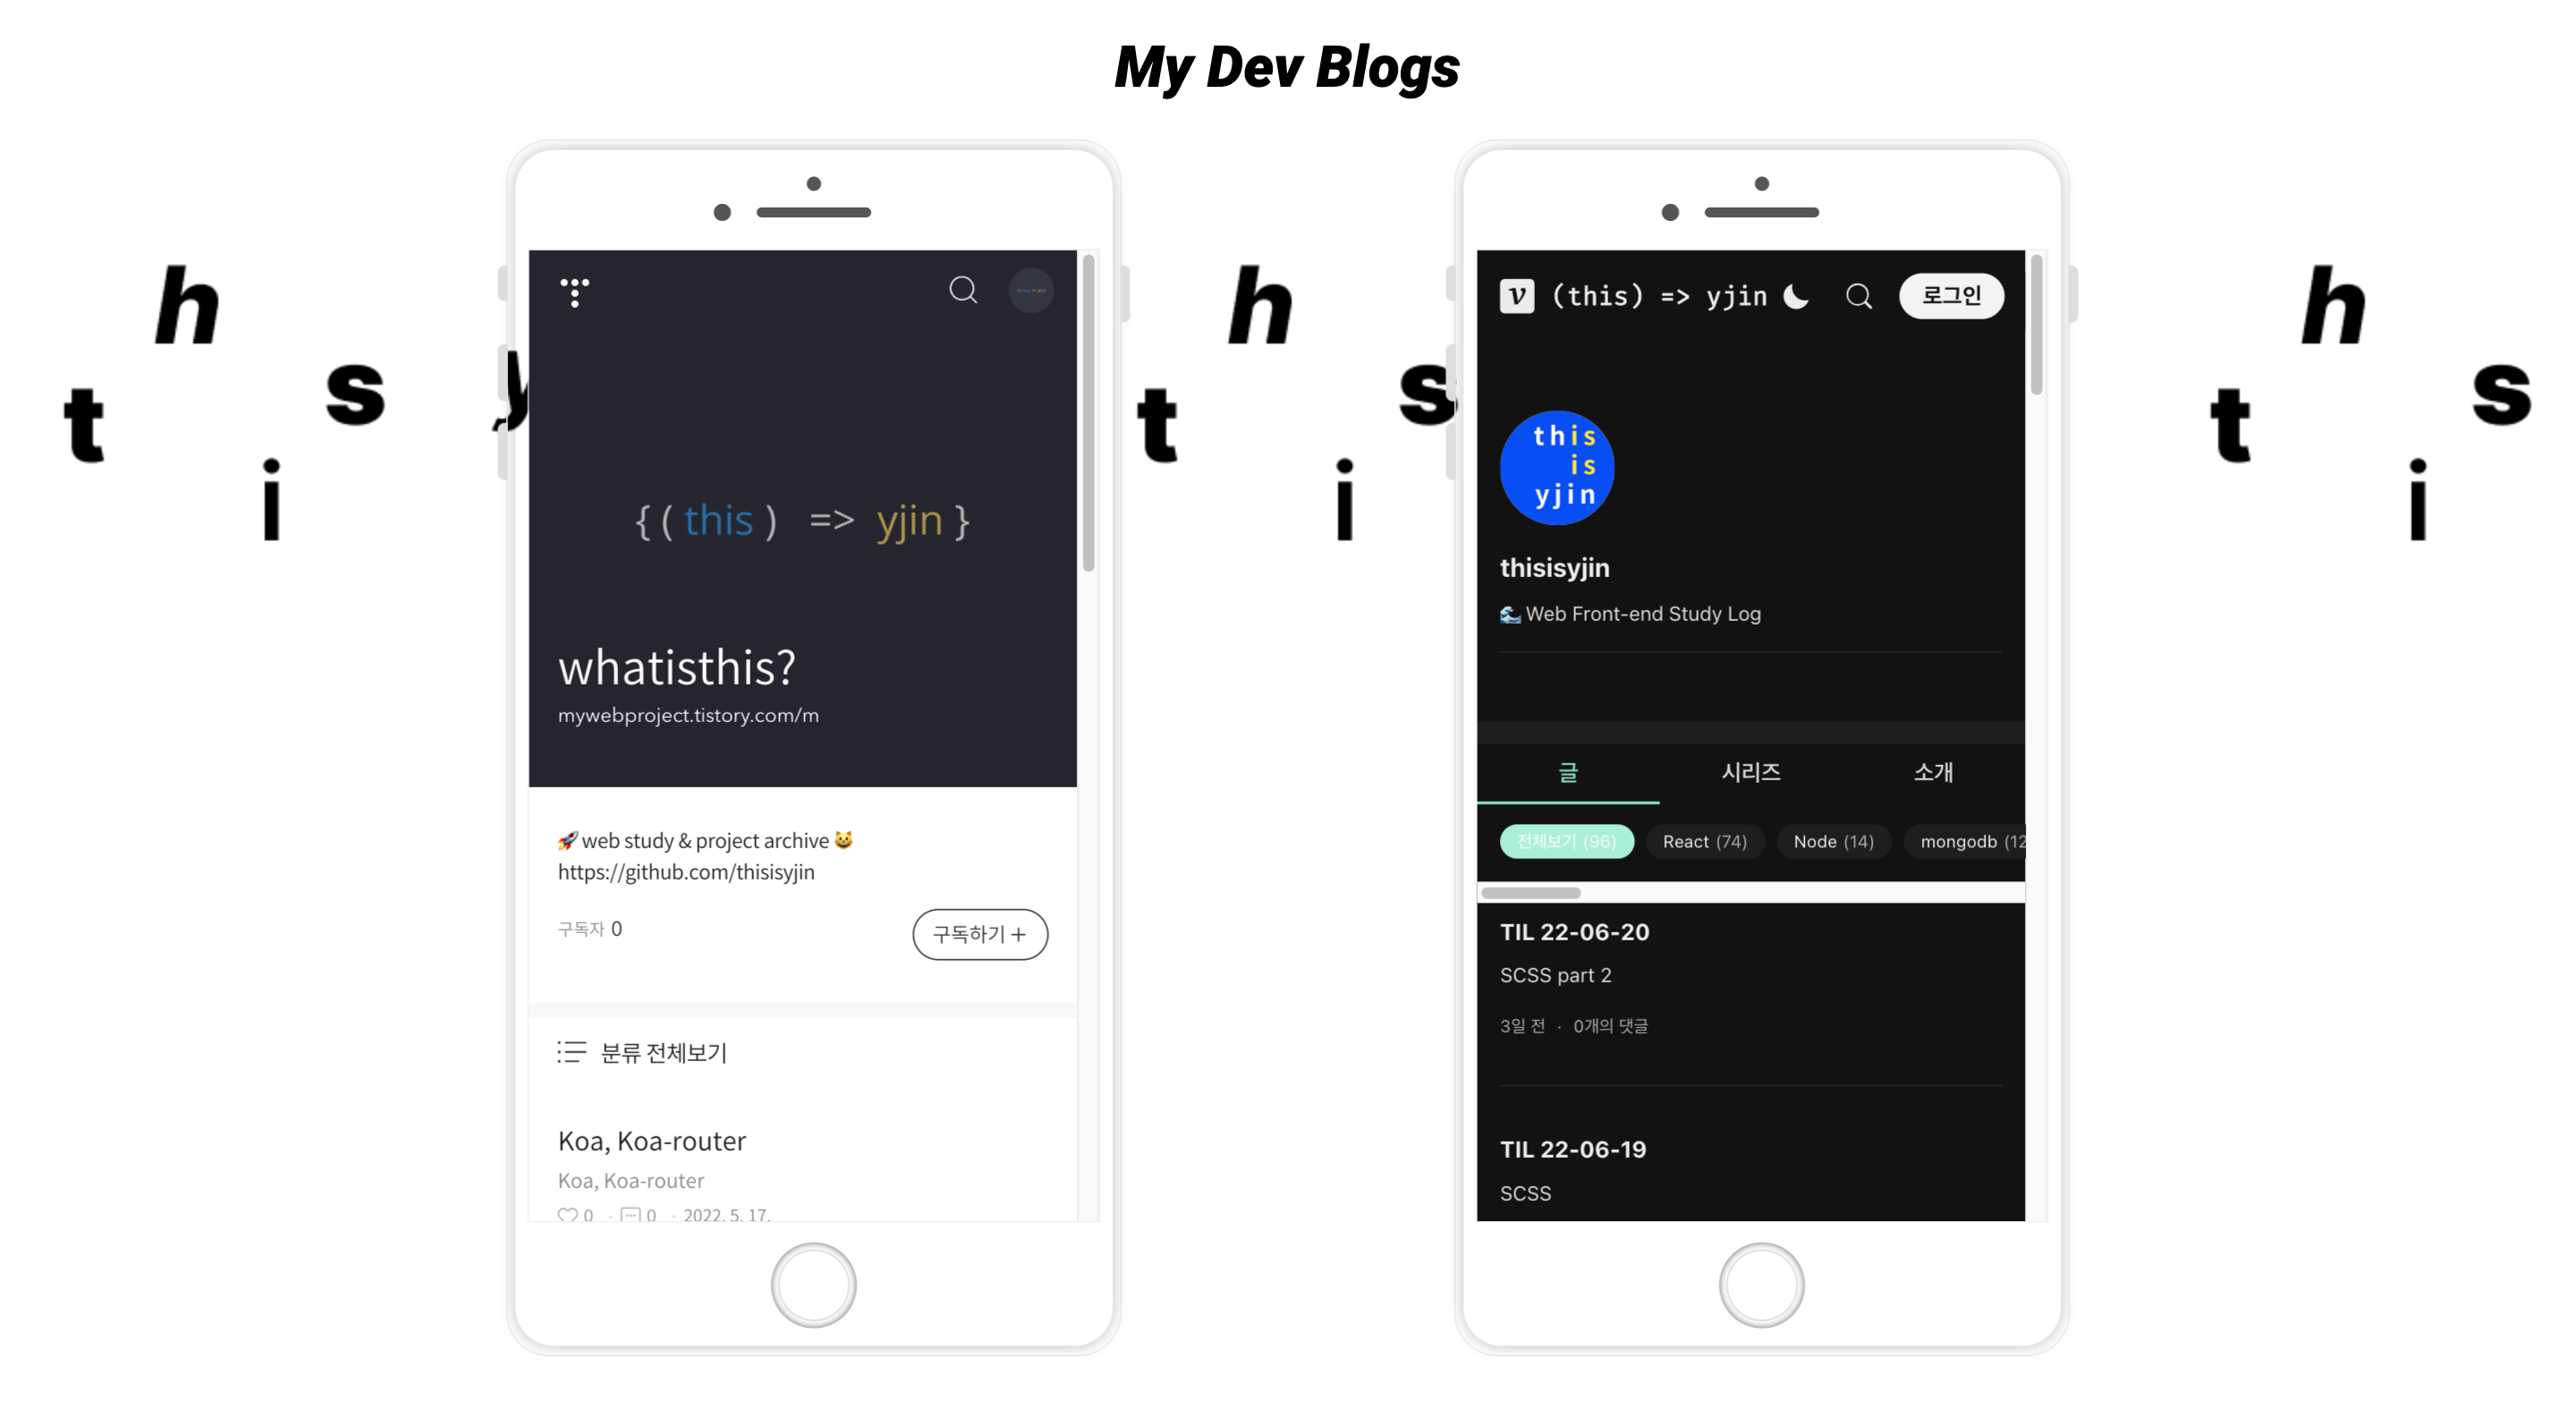 My Dev Blogs
t h i s y
t h i s
t h i s
{(this) => yjin}
whatisthis?
mywebproject.tistory.com/m
🚀 web study & project archive 😺
https://github.com/thisisyjin
구독자 0
구독하기 +
분류 전체보기
Koa, Koa-router
Koa, Koa-router
0 · 0 · 2022. 5. 17.
v (this) => yjin 로그인
this
is
yjin
thisisyjin
🌊 Web Front-end Study Log
글 시리즈 소개
전체보기 (96) React (74) Node (14) mongodb (12
TIL 22-06-20
SCSS part 2
3일 전 · 0개의 댓글
TIL 22-06-19
SCSS